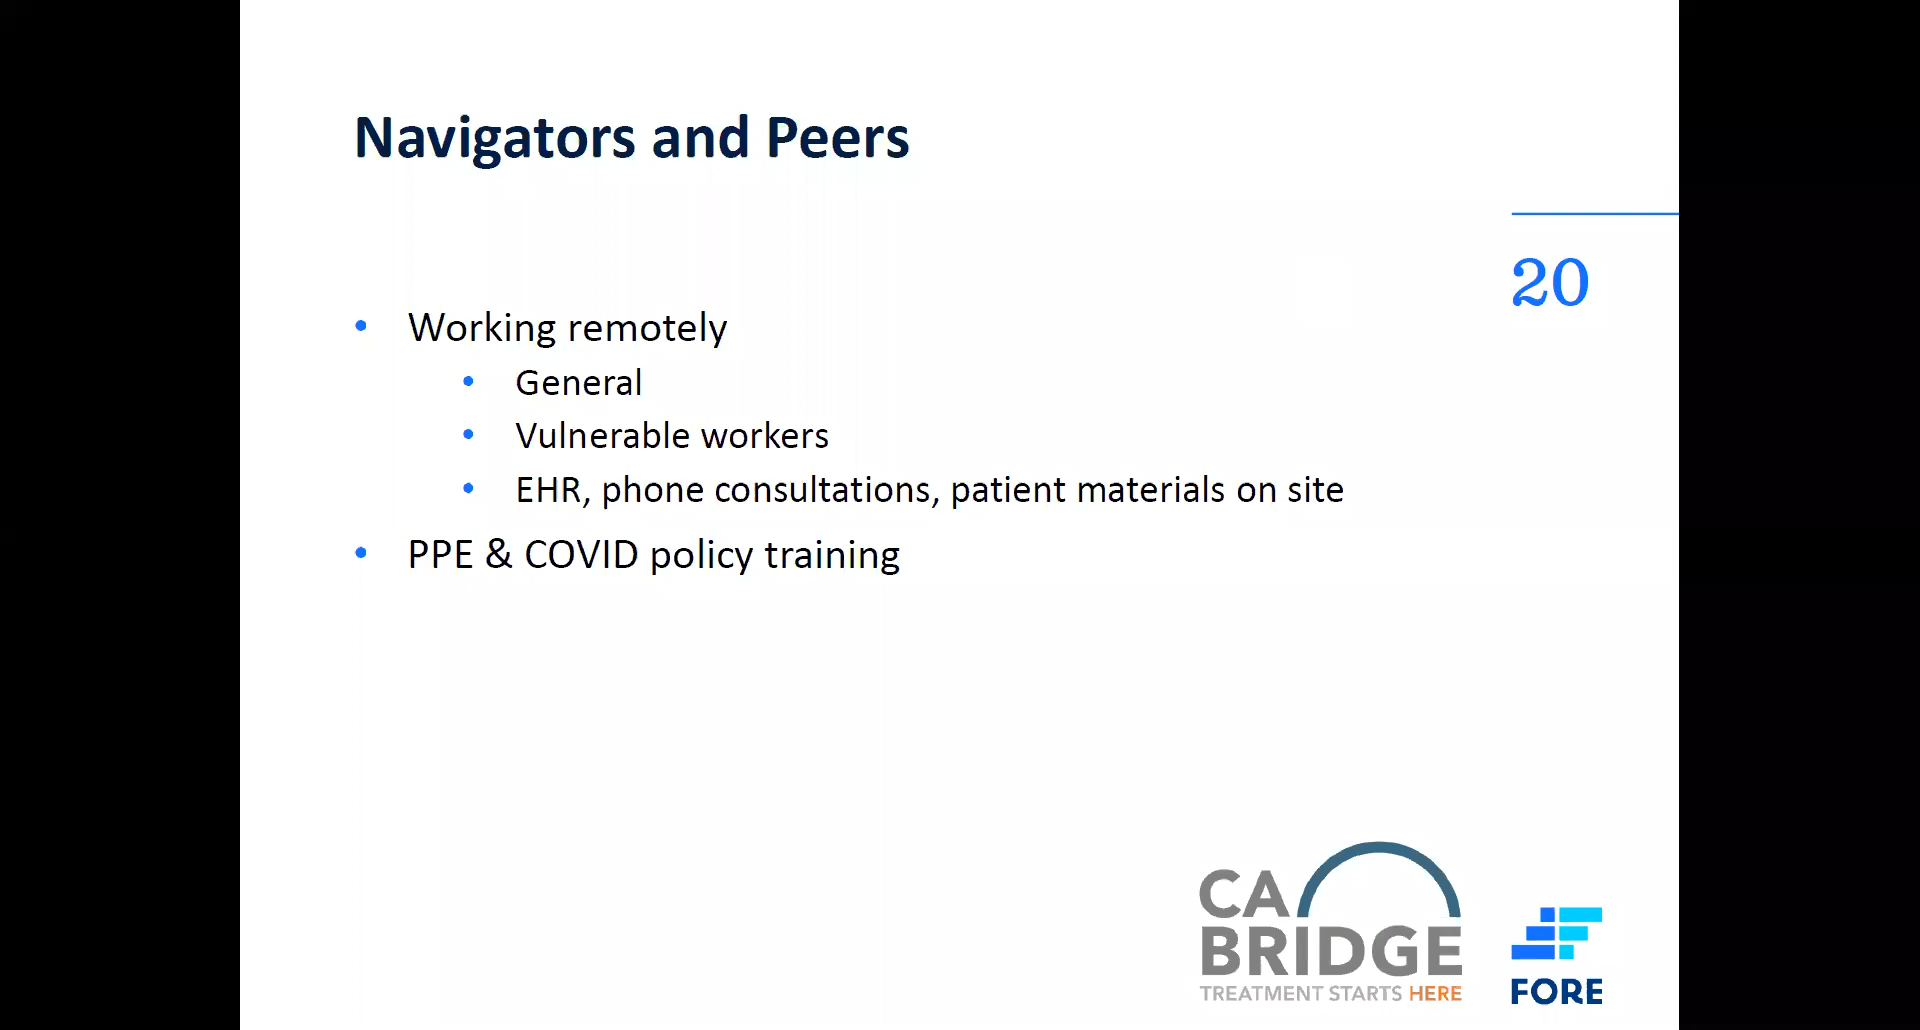 Navigators and Peers
20
• Working remotely
• General
• Vulnerable workers
• EHR, phone consultations, patient materials on site
• PPE & COVID policy training
CA
BRIDGE
TREATMENT STARTS HERE
FORE